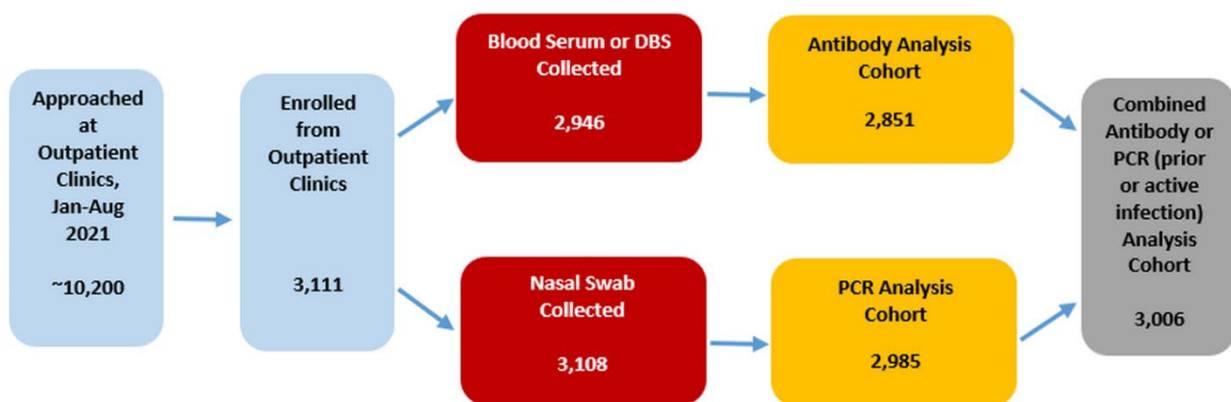 Approached
at
Outpatient
Clinics,
Jan-Aug
2021
~10,200
Enrolled
from
Outpatient
Clinics
3,111
Blood Serum or DBS
Collected
2,946
Antibody Analysis
Cohort
2,851
Nasal Swab
Collected
3,108
PCR Analysis
Cohort
2,985
Combined
Antibody or
PCR (prior
or active
infection)
Analysis
Cohort
3,006